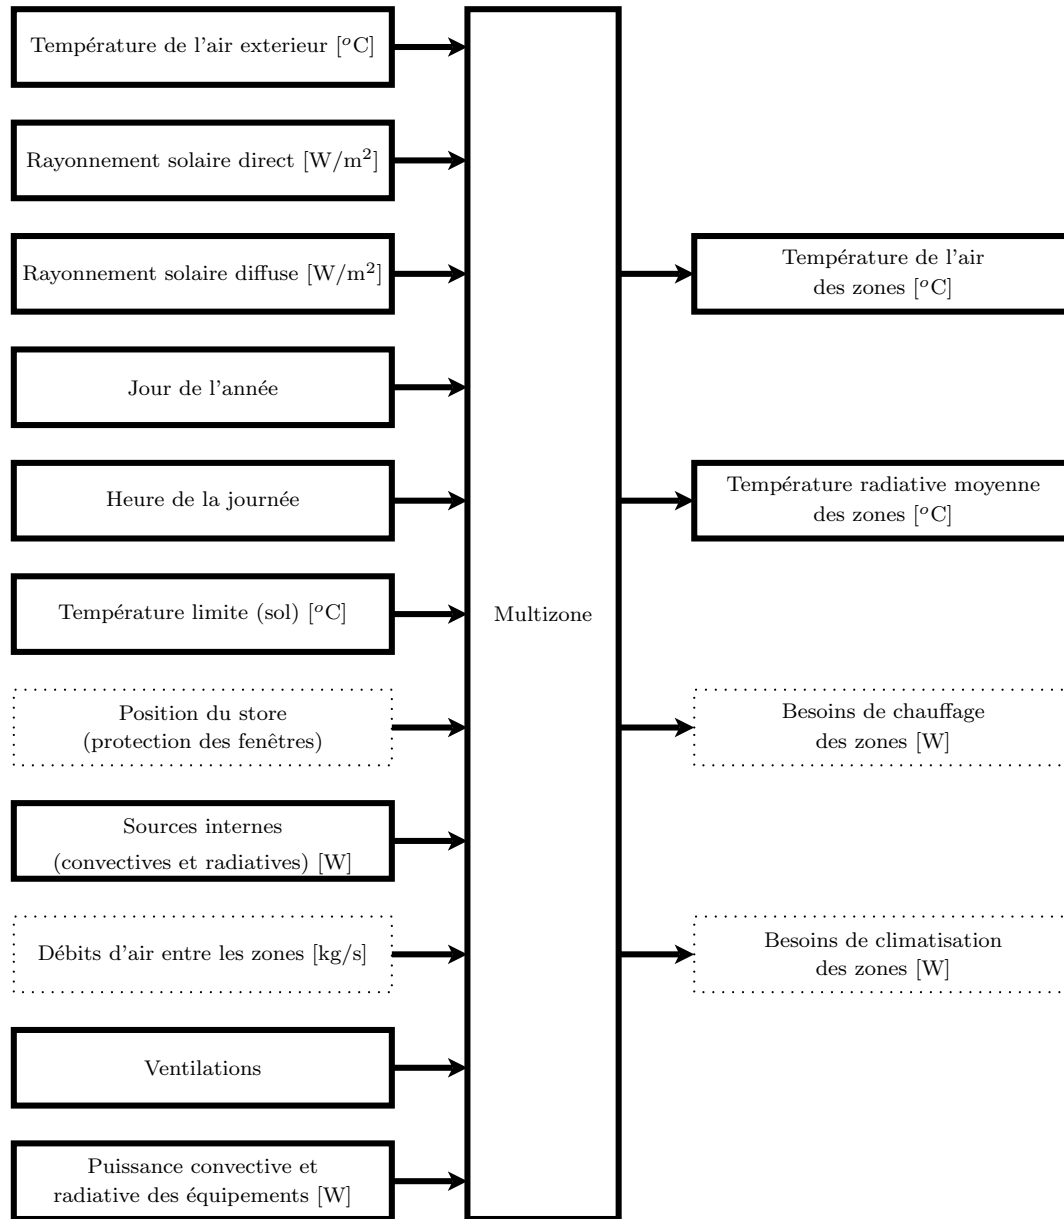 Température de l'air exterieur [°C]
Rayonnement solaire direct [W/m²]
Rayonnement solaire diffuse [W/m²]
Jour de l'année
Heure de la journée
Température limite (sol) [°C]
Position du store
(protection des fenêtres)
Sources internes
(convectives et radiatives) [W]
Débits d'air entre les zones [kg/s]
Ventilations
Puissance convective et
radiative des équipements [W]
Multizone
Température de l'air
des zones [°C]
Température radiative moyenne
des zones [°C]
Besoins de chauffage
des zones [W]
Besoins de climatisation
des zones [W]